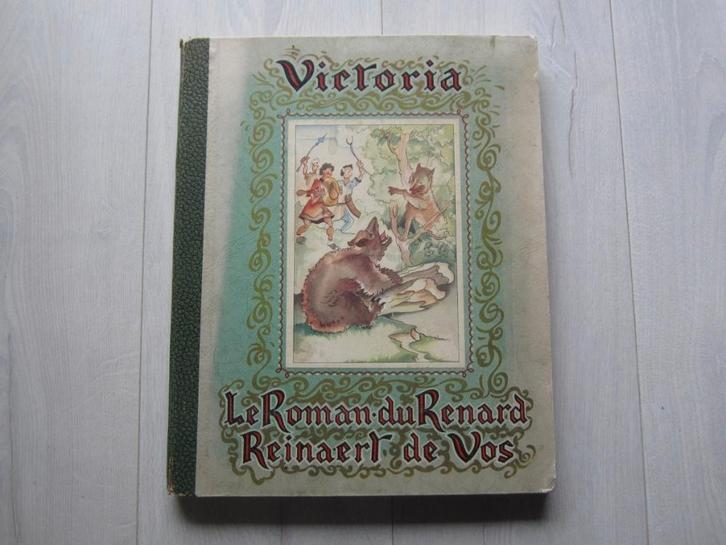 Victoria
Le Roman·du Renard
Reinaert·de Vos